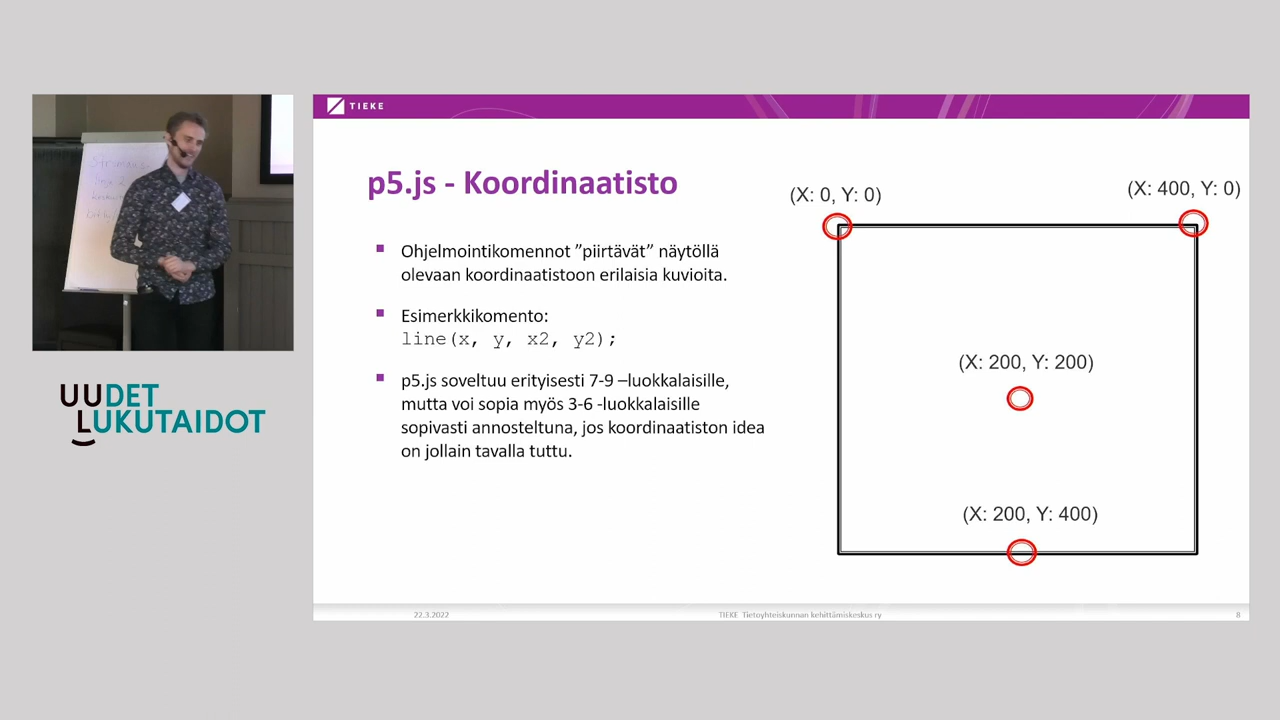 TIEKE
p5.js - Koordinaatisto
Ohjelmointikomennot ”piirtävät” näytöllä
olevaan koordinaatistoon erilaisia kuvioita.
Esimerkkikomento:
line(x, y, x2, y2);
p5.js soveltuu erityisesti 7-9 –luokkalaisille,
mutta voi sopia myös 3-6 -luokkalaisille
sopivasti annosteltuna, jos koordinaatiston idea
on jollain tavalla tuttu.
(X: 0, Y: 0)
(X: 400, Y: 0)
(X: 200, Y: 200)
(X: 200, Y: 400)
22.3.2022
TIEKE Tietoyhteiskunnan kehittämiskeskus ry
8
UUDET
LUKUTAIDOT